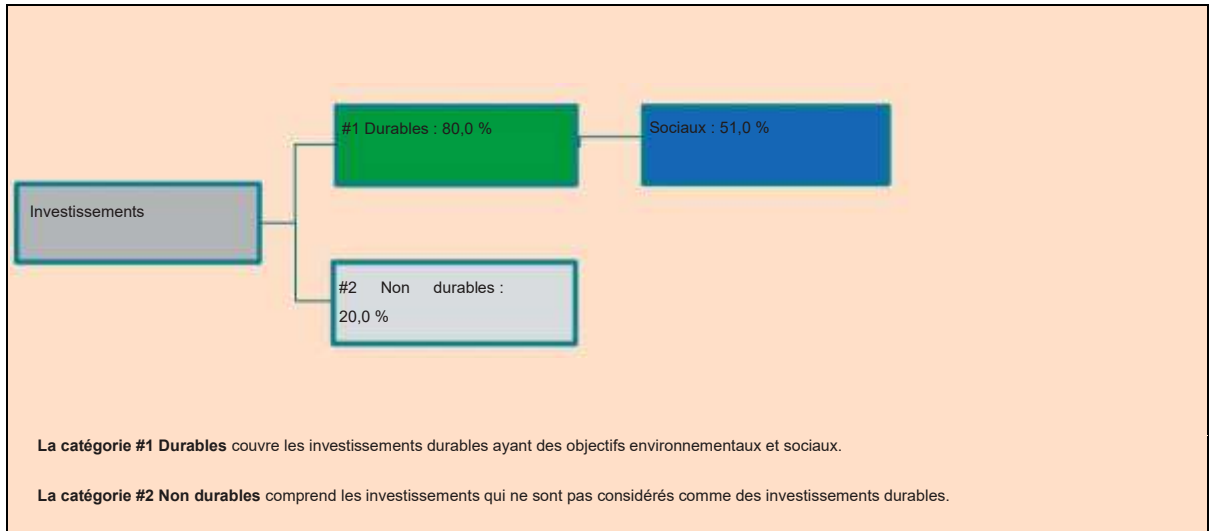 #1 Durables : 80,0 %
Sociaux : 51,0 %
Investissements
#2 Non durables :
20,0 %
La catégorie #1 Durables couvre les investissements durables ayant des objectifs environnementaux et sociaux.
La catégorie #2 Non durables comprend les investissements qui ne sont pas considérés comme des investissements durables.